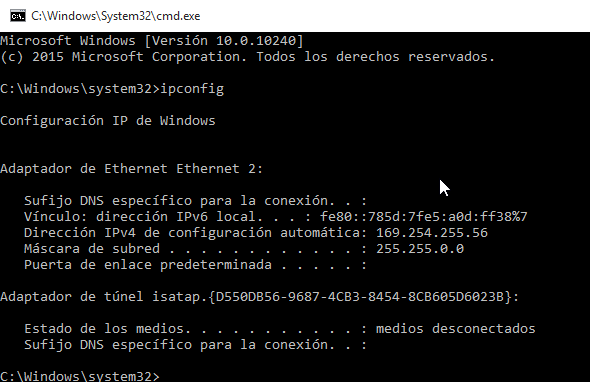 C:\Windows\System32\cmd.exe
Microsoft Windows [Versión 10.0.10240]
(c) 2015 Microsoft Corporation. Todos los derechos reservados.
C:\Windows\system32>ipconfig
Configuración IP de Windows
Adaptador de Ethernet Ethernet 2:
Sufijo DNS específico para la conexión. . :
Vínculo: dirección IPv6 local. . . : fe80::785d:7fe5:a0d:ff38%7
Dirección IPv4 de configuración automática: 169.254.255.56
Máscara de subred . . . . . . . . . . . . : 255.255.0.0
Puerta de enlace predeterminada . . . . . :
Adaptador de túnel isatap.{D550DB56-9687-4CB3-8454-8CB605D6023B}:
Estado de los medios. . . . . . . . . . . : medios desconectados
Sufijo DNS específico para la conexión. . :
C:\Windows\system32>